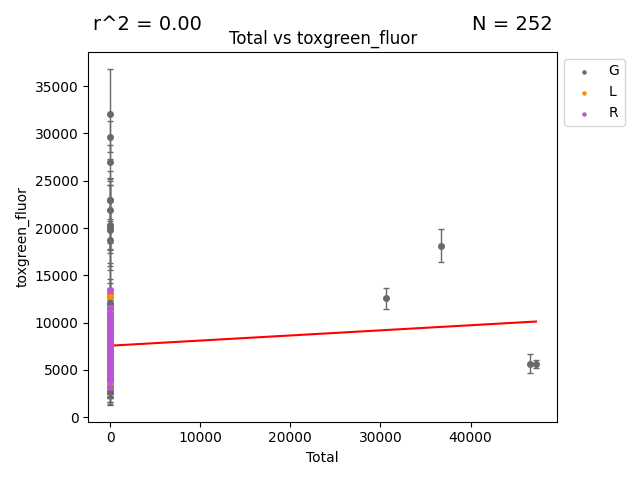 r^2 = 0.00
N = 252
Total vs toxgreen_fluor
G
L
R
35000
30000
25000
20000
15000
10000
5000
0
toxgreen_fluor
0
10000
20000
30000
40000
Total